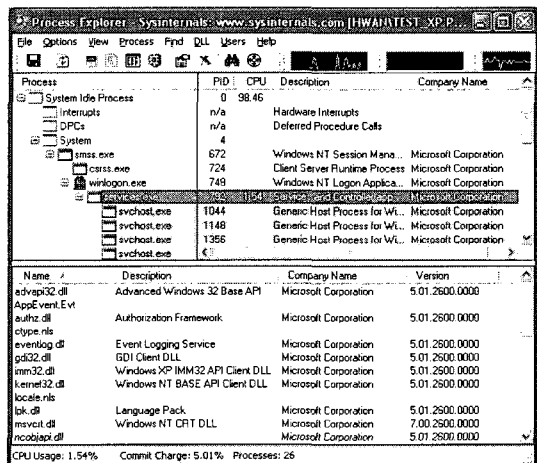 Process Explorer - Sysinternals: www.sysinternals.com [HWAN\TEST_XP.P...
File Options View Process Find DLL Users Help
Process PID CPU Description Company Name
System Idle Process 0 98.46
Interrupts n/a Hardware Interrupts
DPCs n/a Deferred Procedure Calls
System 4
smss.exe 672 Windows NT Session Mana... Microsoft Corporation
csrss.exe 724 Client Server Runtime Process Microsoft Corporation
winlogon.exe 748 Windows NT Logon Applica... Microsoft Corporation
services.exe 1.54 Services and Controller app... Microsoft Corporation
svchost.exe 1044 Generic Host Process for Wi... Microsoft Corporation
svchost.exe 1148 Generic Host Process for Wi... Microsoft Corporation
svchost.exe 1356 Generic Host Process for Wi... Microsoft Corporation
svchost.exe
Name Description Company Name Version
advapi32.dll Advanced Windows 32 Base API Microsoft Corporation 5.01.2600.0000
AppEvent.Evt
authz.dll Authorization Framework Microsoft Corporation 5.01.2600.0000
ctype.nls
eventlog.dll Event Logging Service Microsoft Corporation 5.01.2600.0000
gdi32.dll GDI Client DLL Microsoft Corporation 5.01.2600.0000
imm32.dll Windows XP IMM32 API Client DLL Microsoft Corporation 5.01.2600.0000
kernel32.dll Windows NT BASE API Client DLL Microsoft Corporation 5.01.2600.0000
locale.nls
lpk.dll Language Pack Microsoft Corporation 5.01.2600.0000
msvcrt.dll Windows NT CRT DLL Microsoft Corporation 7.00.2600.0000
ncobjapi.dll Microsoft Corporation 5.01.2600.0000
CPU Usage: 1.54% Commit Charge: 5.01% Processes: 26